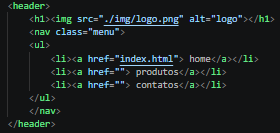 <header>
<h1><img src="./img/logo.png" alt="logo"></h1>
<nav class="menu">
<ul>
<li><a href="index.html"> home</a></li>
<li><a href=""> produtos</a></li>
<li><a href=""> contatos</a></li>
</ul>
</nav>
</header>